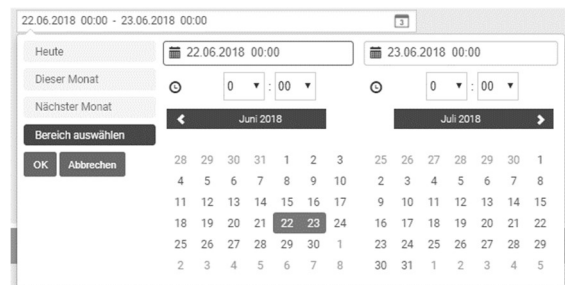 22.06.2018 00:00 - 23.06.2018 00:00
3
Heute
Dieser Monat
Nächster Monat
Bereich auswählen
OK Abbrechen
22.06.2018 00:00
0 : 00
Juni 2018
28 29 30 31 1 2 3
4 5 6 7 8 9 10
11 12 13 14 15 16 17
18 19 20 21 22 23 24
25 26 27 28 29 30 1
2 3 4 5 6 7 8
23.06.2018 00:00
0 : 00
Juli 2018
25 26 27 28 29 30 1
2 3 4 5 6 7 8
9 10 11 12 13 14 15
16 17 18 19 20 21 22
23 24 25 26 27 28 29
30 31 1 2 3 4 5